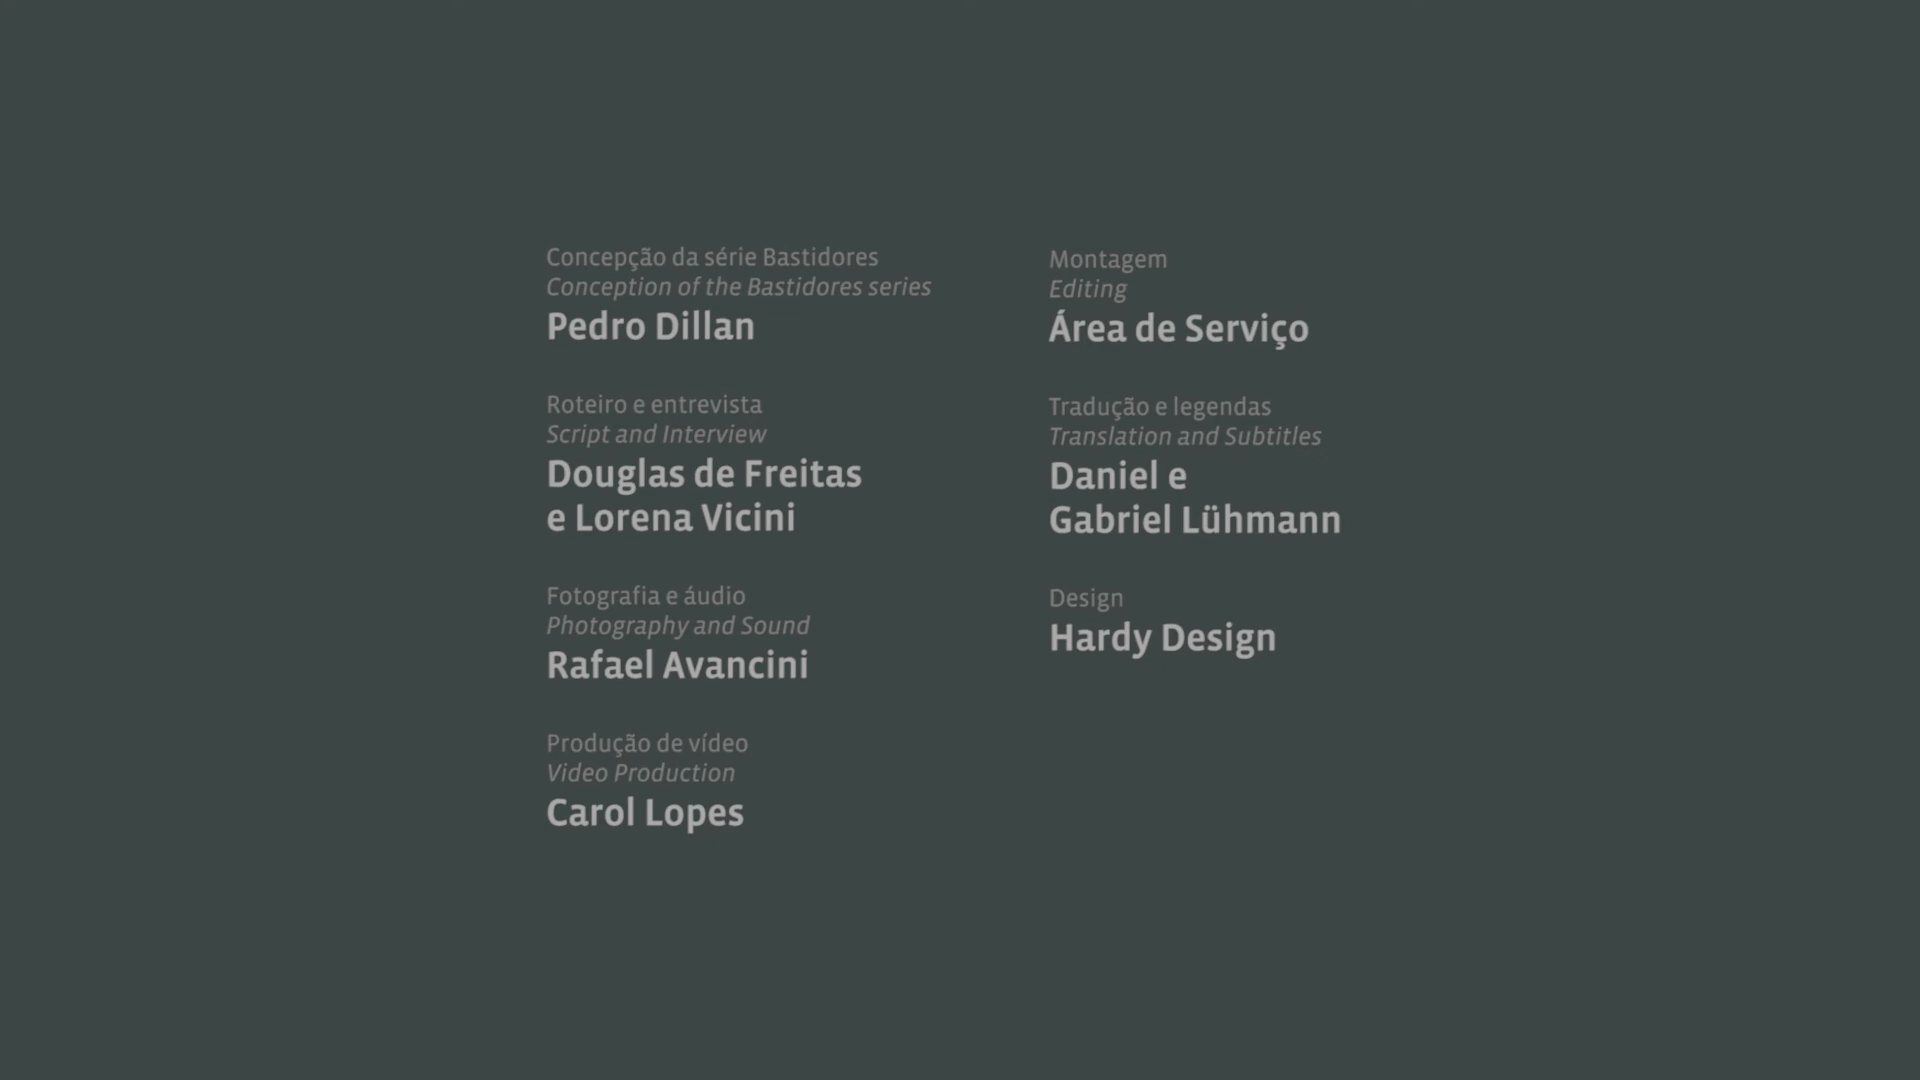 Concepção da série Bastidores
Conception of the Bastidores series
Pedro Dillan
Roteiro e entrevista
Script and Interview
Douglas de Freitas
e Lorena Vicini
Fotografia e áudio
Photography and Sound
Rafael Avancini
Produção de vídeo
Video Production
Carol Lopes
Montagem
Editing
Área de Serviço
Tradução e legendas
Translation and Subtitles
Daniel e
Gabriel Lühmann
Design
Hardy Design